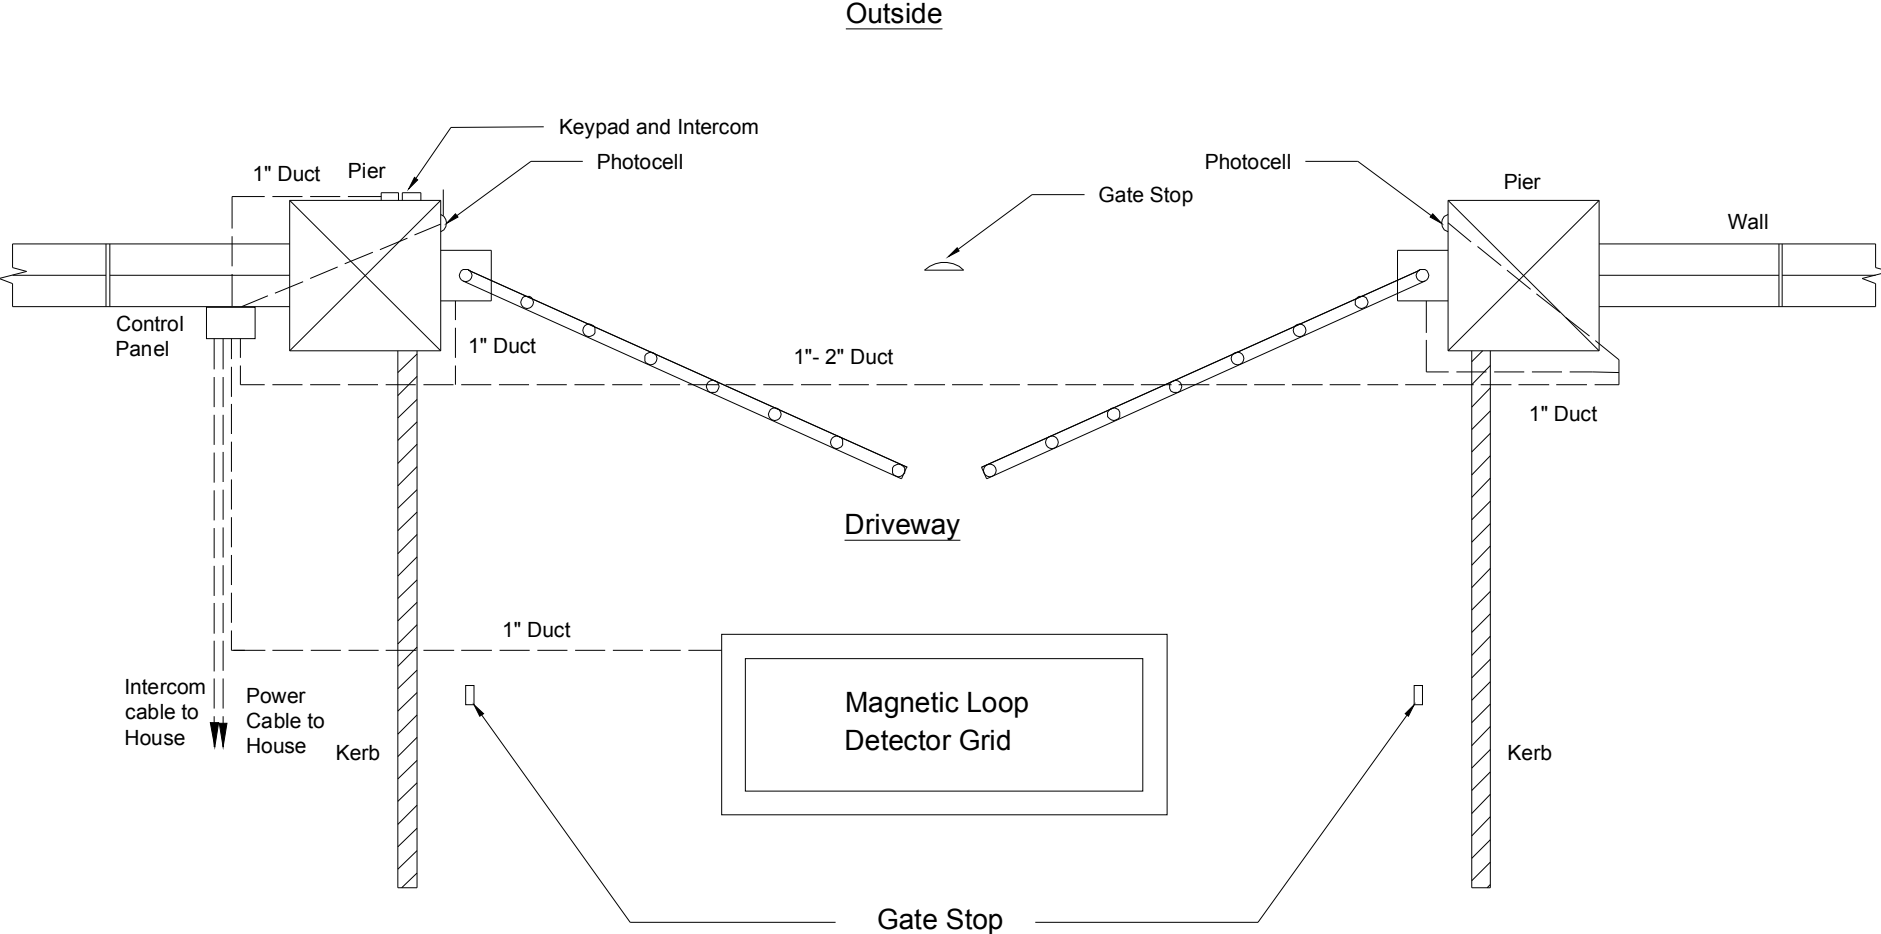 Outside
Keypad and Intercom
Photocell
Photocell
1" Duct
Pier
Pier
Gate Stop
Wall
Control
Panel
1" Duct
1"- 2" Duct
1" Duct
Driveway
1" Duct
Intercom
cable to
House
Power
Cable to
House
Kerb
Magnetic Loop
Detector Grid
Kerb
Gate Stop